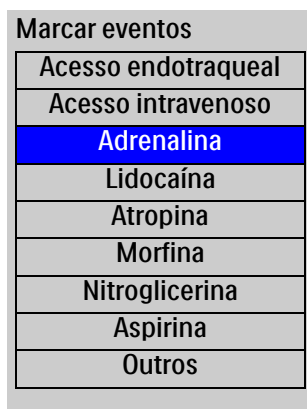 Marcar eventos
Acesso endotraqueal
Acesso intravenoso
Adrenalina
Lidocaína
Atropina
Morfina
Nitroglicerina
Aspirina
Outros